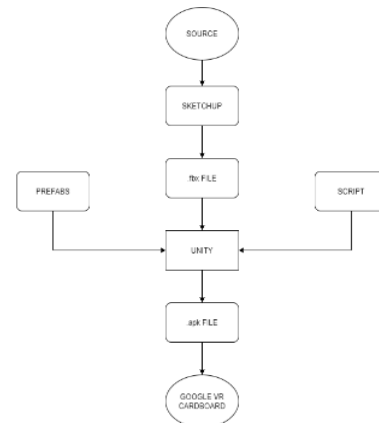 SOURCE
SKETCHUP
.fbx FILE
PREFABS
SCRIPT
UNITY
.apk FILE
GOOGLE VR
CARDBOARD